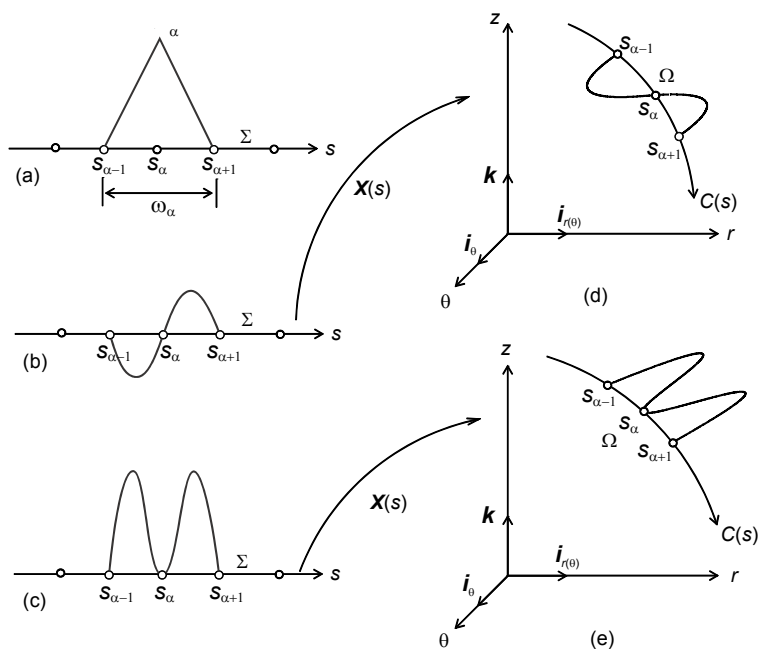 α
Σ
s
s_{α−1} s_α s_{α+1}
(a)
ω_α
X(s)
z
s_{α−1}
Ω
s_α
s_{α+1}
k
C(s)
i_θ
i_{r(θ)}
r
θ
(d)
Σ
s
s_{α−1} s_α s_{α+1}
(b)
z
s_{α−1}
s_α
Ω
s_{α+1}
X(s)
k
C(s)
i_θ
i_{r(θ)}
r
θ
(e)
Σ
s
s_{α−1} s_α s_{α+1}
(c)